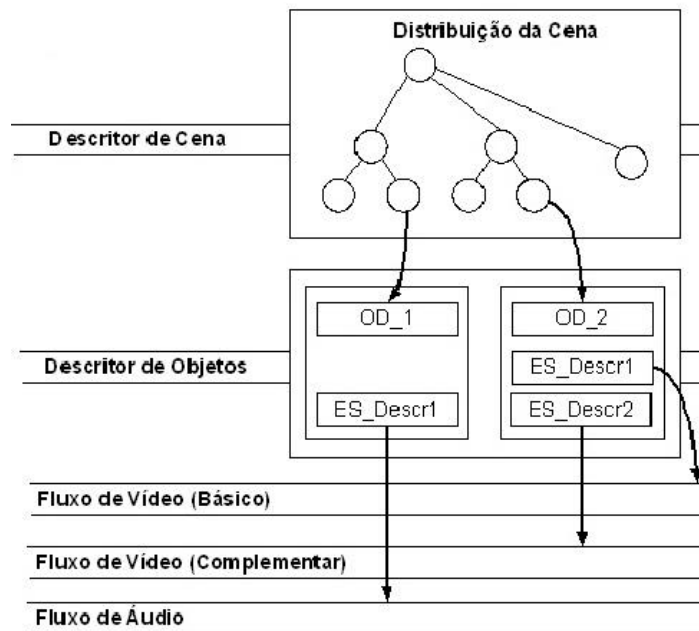 Distribuição da Cena
Descritor de Cena
OD_1
OD_2
Descritor de Objetos
ES_Descr1
ES_Descr1
ES_Descr2
Fluxo de Vídeo (Básico)
Fluxo de Vídeo (Complementar)
Fluxo de Áudio